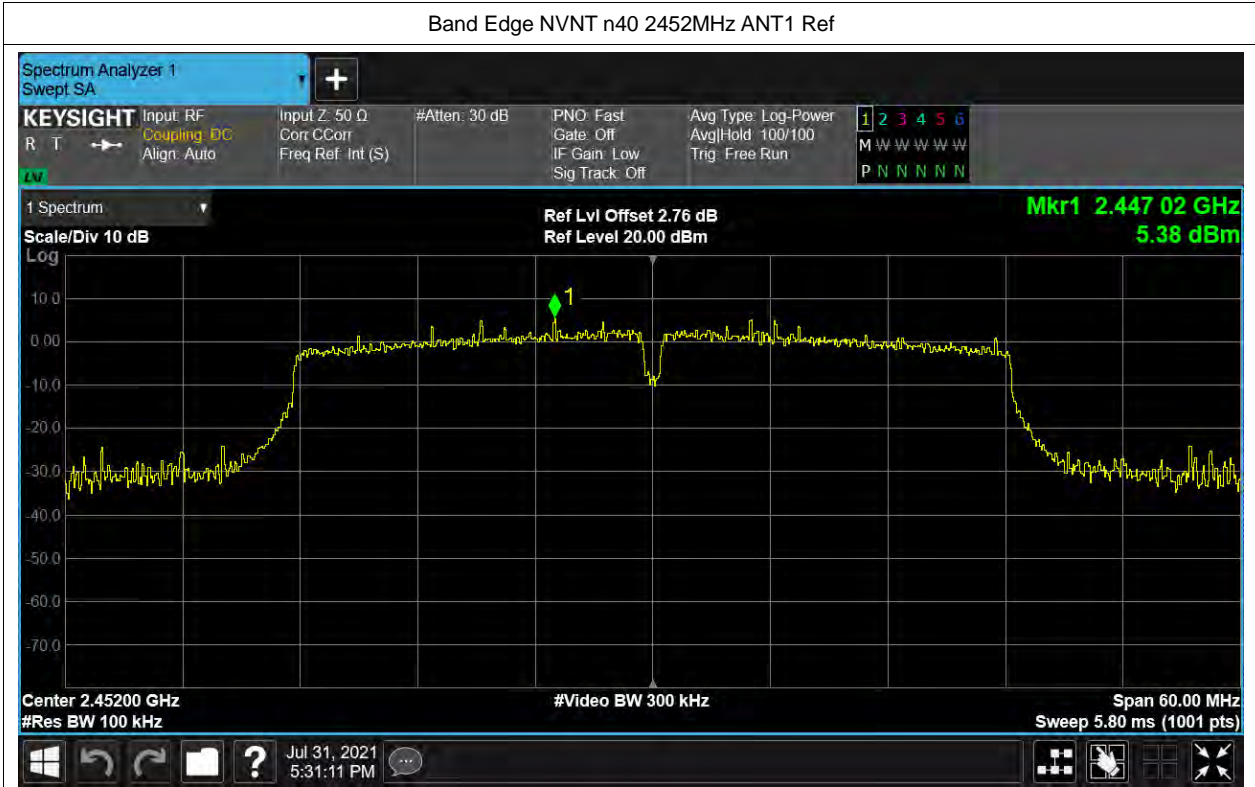 Band Edge NVNT n40 2452MHz ANT1 Ref
Spectrum Analyzer 1
Swept SA
+
KEYSIGHT
R T
LXI
Input: RF
Coupling: DC
Align: Auto
Input Z: 50 Ω
Corr CCorr
Freq Ref: Int (S)
#Atten: 30 dB
PNO: Fast
Gate: Off
IF Gain: Low
Sig Track: Off
Avg Type: Log-Power
Avg|Hold: 100/100
Trig: Free Run
1 2 3 4 5 6
M W W W W W
P N N N N N
1 Spectrum
Scale/Div 10 dB
Log
Ref Lvl Offset 2.76 dB
Ref Level 20.00 dBm
Mkr1 2.447 02 GHz
5.38 dBm
1
10.0
0.00
-10.0
-20.0
-30.0
-40.0
-50.0
-60.0
-70.0
Center 2.45200 GHz
#Res BW 100 kHz
#Video BW 300 kHz
Span 60.00 MHz
Sweep 5.80 ms (1001 pts)
?
Jul 31, 2021
5:31:11 PM